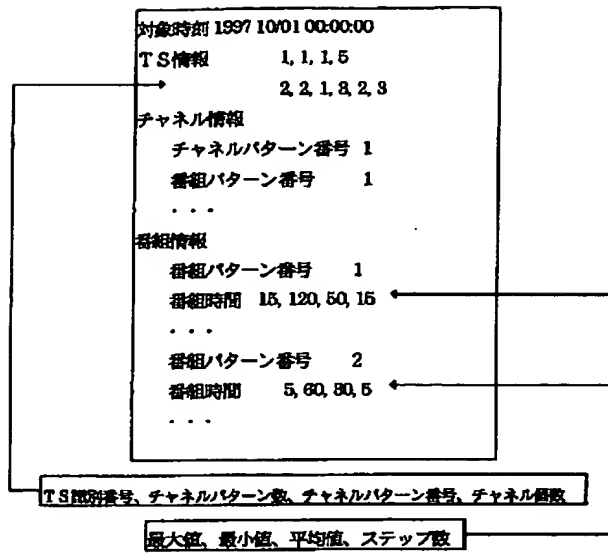 対象時刻 1997 10/01 00:00:00
TS情報 1, 1, 1, 5
2, 2, 1, 3, 2, 3
チャネル情報
チャネルパターン番号 1
番組パターン番号 1
・・・
番組情報
番組パターン番号 1
番組時間 15, 120, 50, 15
・・・
番組パターン番号 2
番組時間 5, 60, 30, 5
・・・
TS識別番号、チャネルパターン数、チャネルパターン番号、チャネル個数
最大値、最小値、平均値、ステップ数